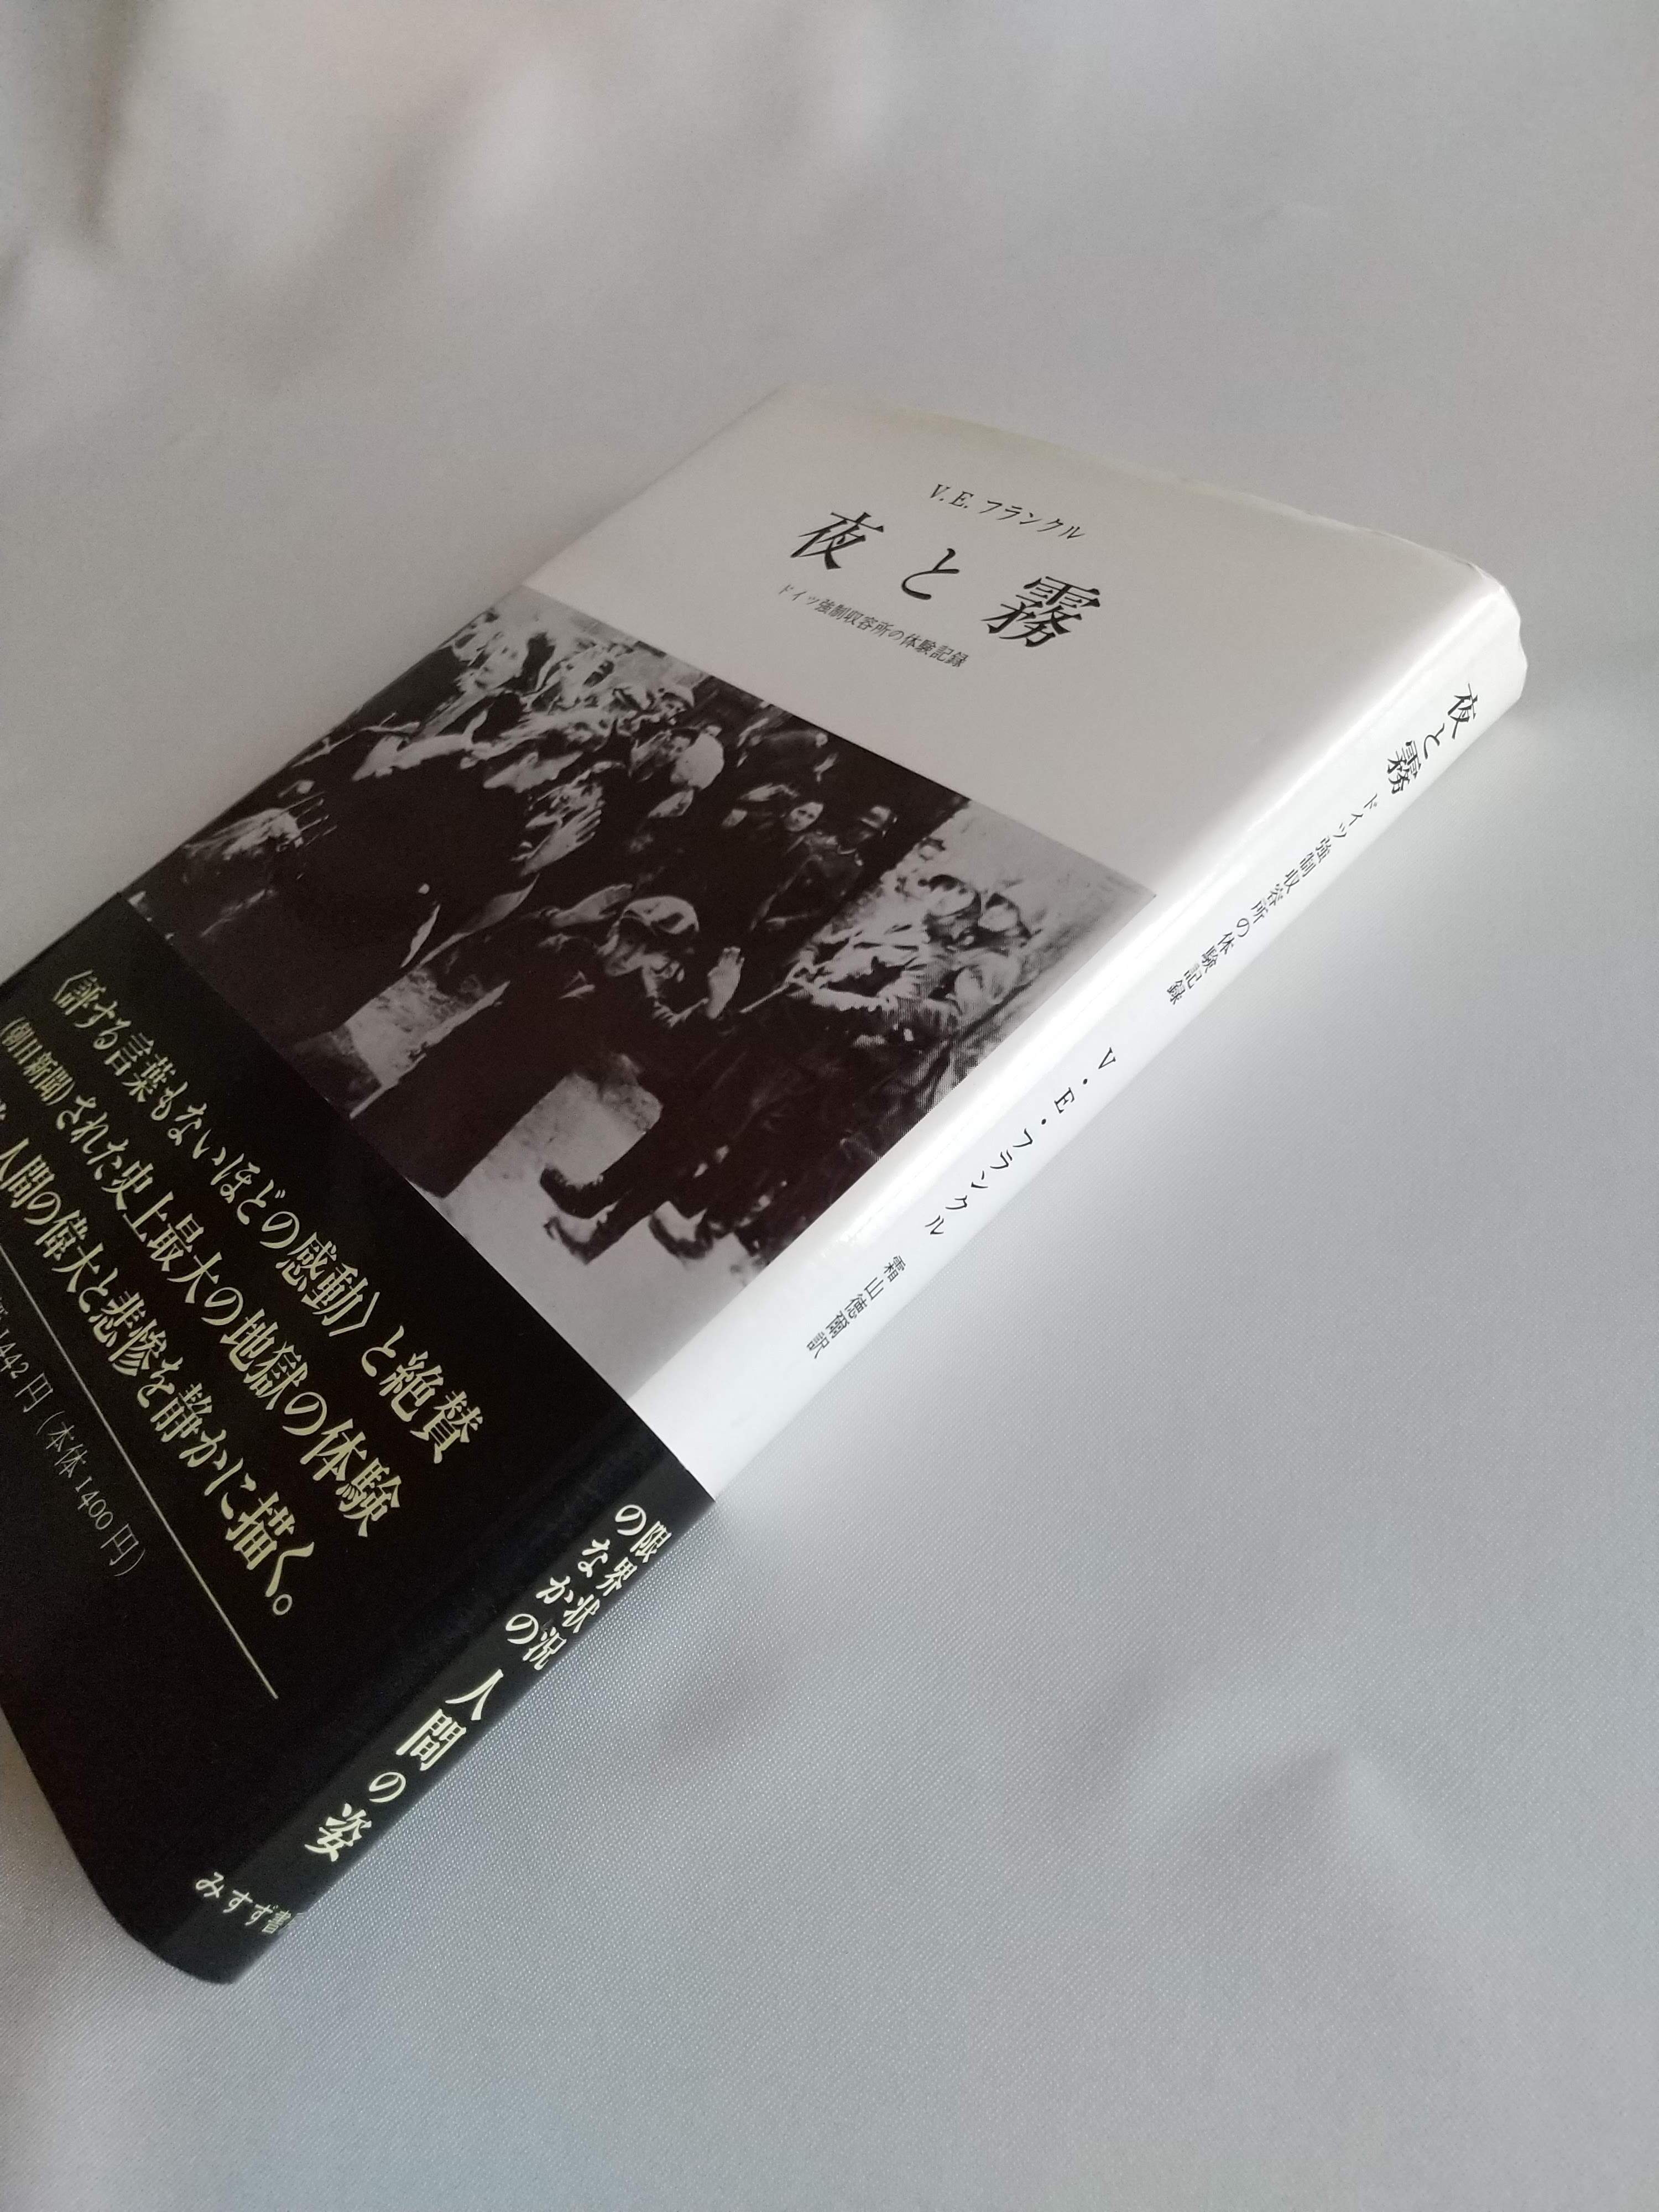 V.E. フランクル
夜と霧
ドイツ強制収容所の体験記録
〈評する言葉もないほどの感動〉と絶賛
(朝日新聞)された史上最大の地獄の体験
人間の偉大と悲惨を静かに描く。
1442円(本体1400円)
夜と霧 ドイツ強制収容所の体験記録 V・E・フランクル 霜山徳爾訳
限界状況
のなかの
人間の姿
みすず書